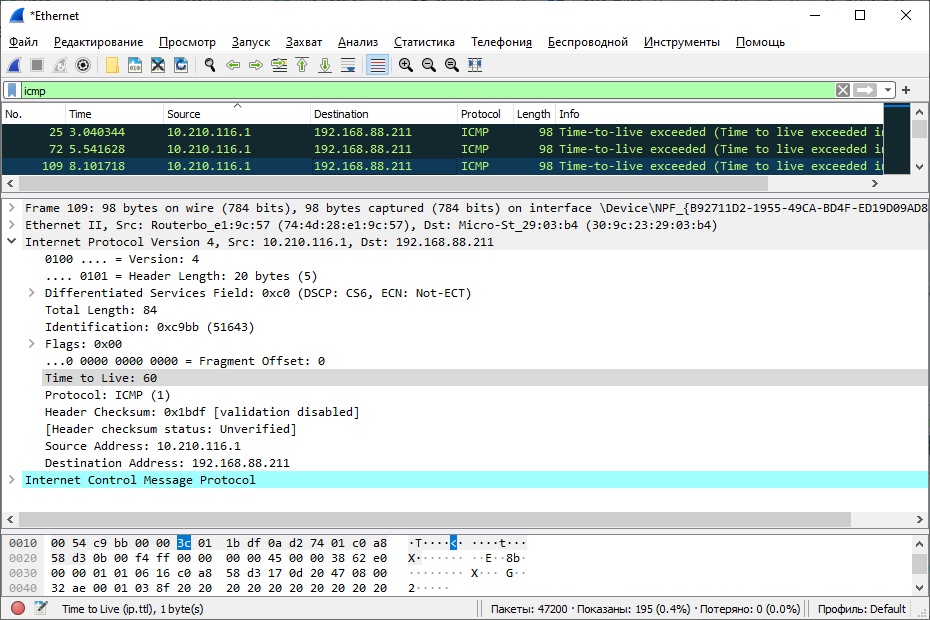 *Ethernet
Файл Редактирование Просмотр Запуск Захват Анализ Статистика Телефония Беспроводной Инструменты Помощь
icmp
No. Time Source Destination Protocol Length Info
25 3.040344 10.210.116.1 192.168.88.211 ICMP 98 Time-to-live exceeded (Time to live exceeded in
72 5.541628 10.210.116.1 192.168.88.211 ICMP 98 Time-to-live exceeded (Time to live exceeded in
109 8.101718 10.210.116.1 192.168.88.211 ICMP 98 Time-to-live exceeded (Time to live exceeded in
Frame 109: 98 bytes on wire (784 bits), 98 bytes captured (784 bits) on interface \Device\NPF_{B92711D2-1955-49CA-BD4F-ED19D09AD8
Ethernet II, Src: Routerbo_e1:9c:57 (74:4d:28:e1:9c:57), Dst: Micro-St_29:03:b4 (30:9c:23:29:03:b4)
Internet Protocol Version 4, Src: 10.210.116.1, Dst: 192.168.88.211
0100 .... = Version: 4
.... 0101 = Header Length: 20 bytes (5)
Differentiated Services Field: 0xc0 (DSCP: CS6, ECN: Not-ECT)
Total Length: 84
Identification: 0xc9bb (51643)
Flags: 0x00
...0 0000 0000 0000 = Fragment Offset: 0
Time to Live: 60
Protocol: ICMP (1)
Header Checksum: 0x1bdf [validation disabled]
[Header checksum status: Unverified]
Source Address: 10.210.116.1
Destination Address: 192.168.88.211
Internet Control Message Protocol
0010 00 54 c9 bb 00 00 3c 01 1b df 0a d2 74 01 c0 a8 ·T····<· ····t···
0020 58 d3 0b 00 f4 ff 00 00 00 00 45 00 00 38 62 e0 X······· ··E··8b·
0030 00 00 01 01 06 16 c0 a8 58 d3 17 0d 20 47 08 00 ········ X··· G··
0040 32 ae 00 01 03 8f 20 20 20 20 20 20 20 20 20 20 2·····
Time to Live (ip.ttl), 1 byte(s) Пакеты: 47200 · Показаны: 195 (0.4%) · Потеряно: 0 (0.0%) Профиль: Default